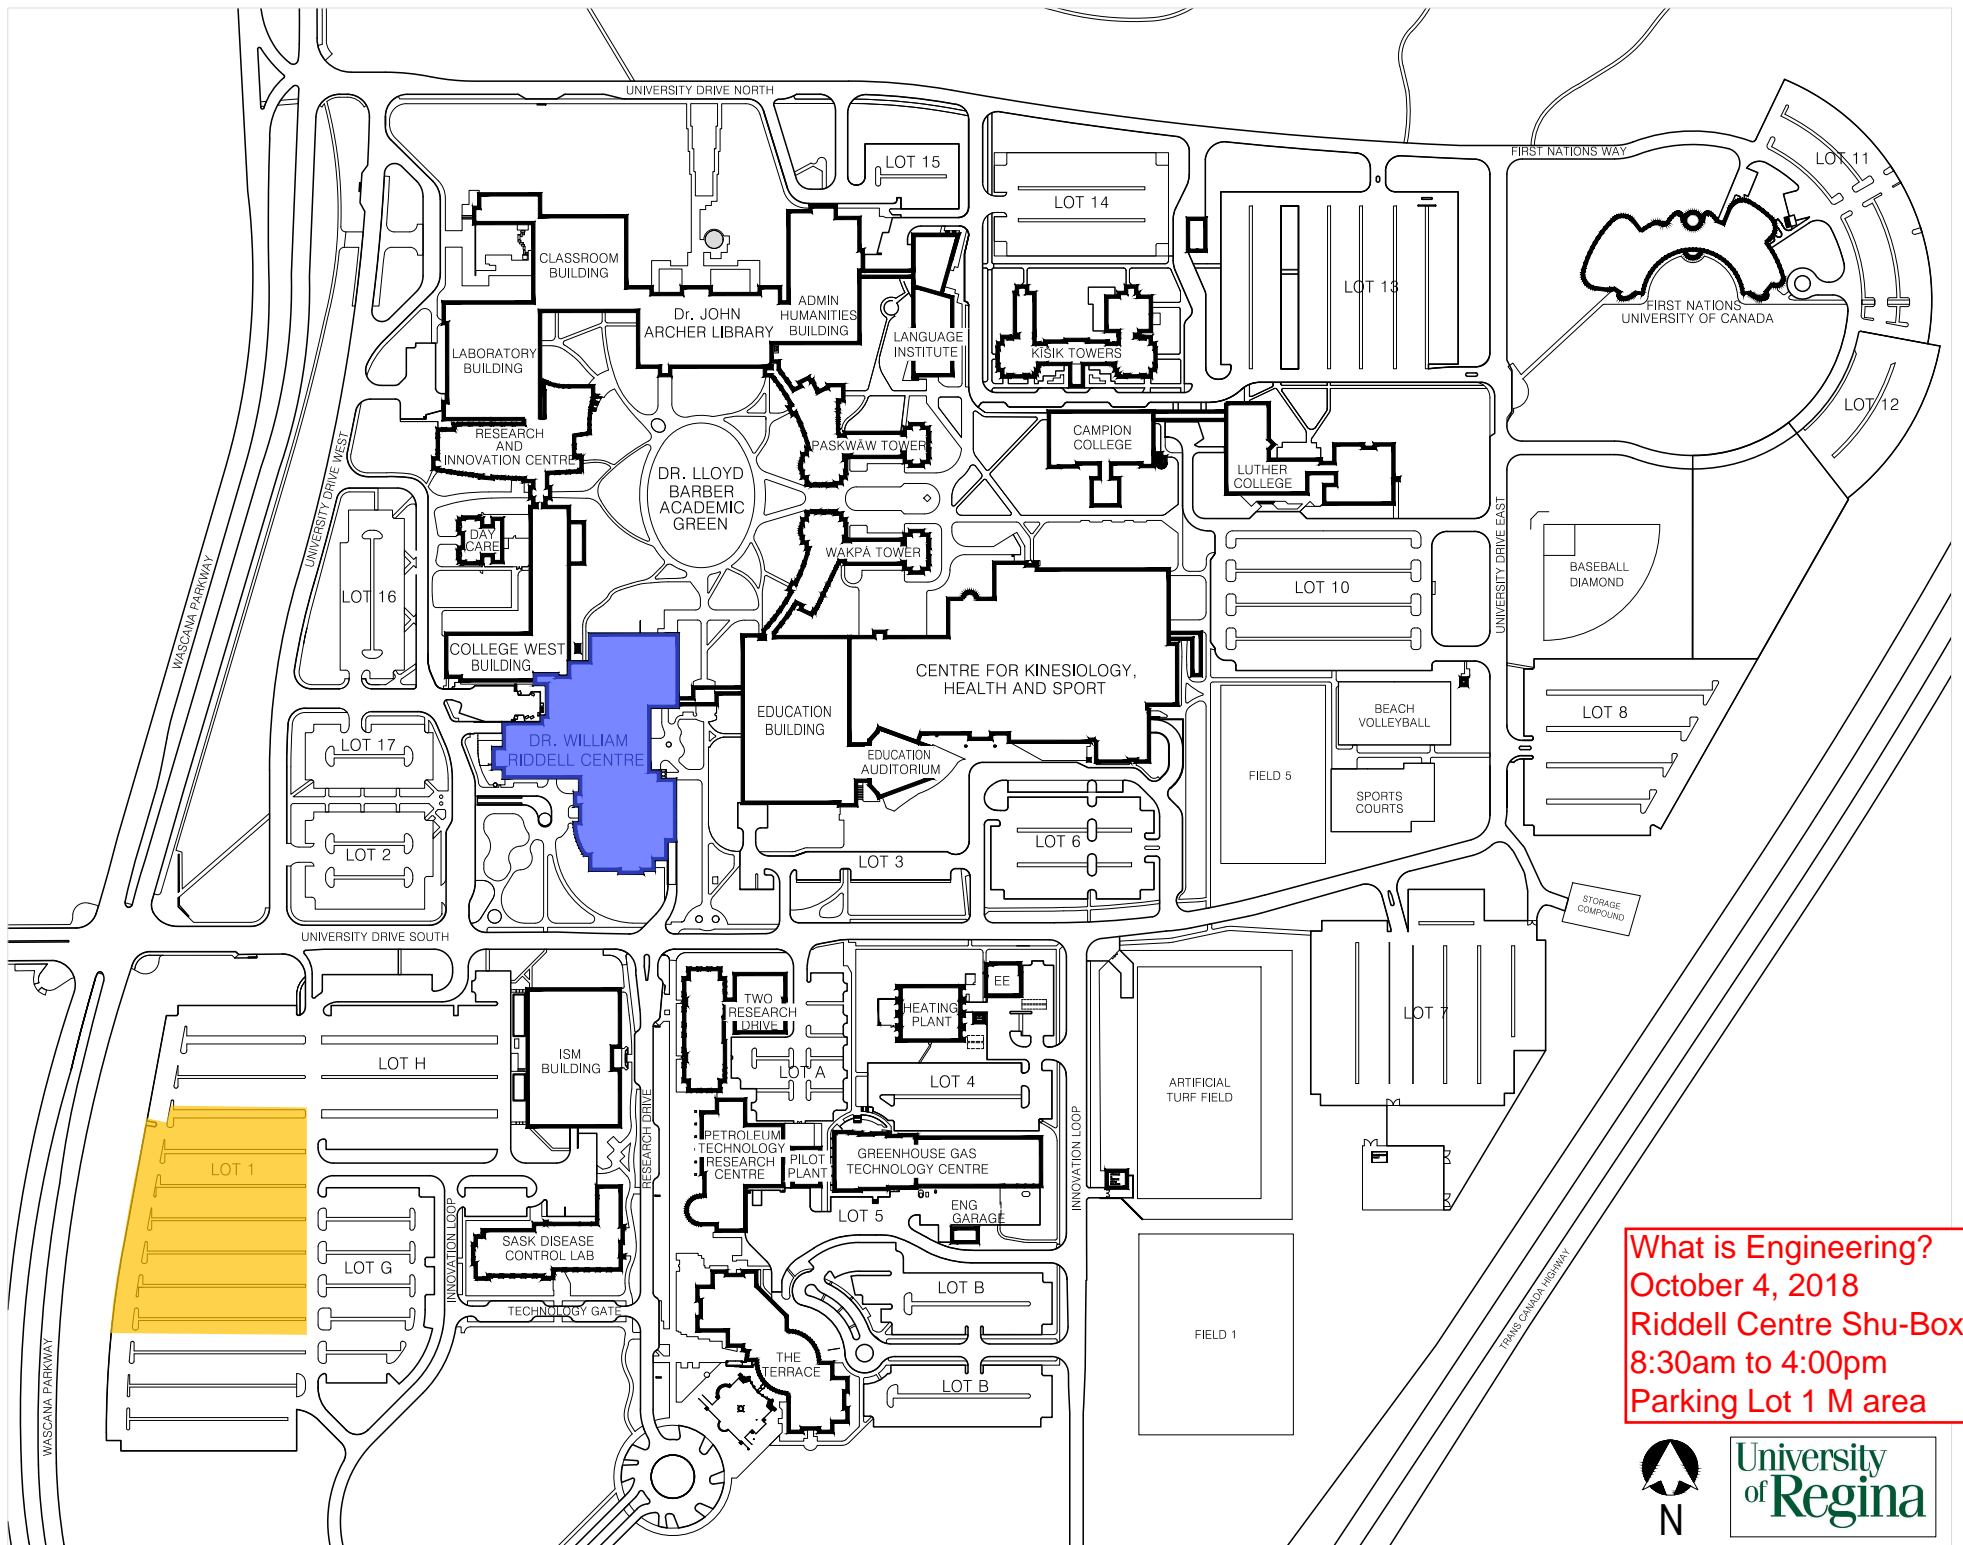 UNIVERSITY DRIVE NORTH
FIRST NATIONS WAY
LOT 11
LOT 15
LOT 14
CLASSROOM
BUILDING
LOT 13
ADMIN
HUMANITIES
BUILDING
Dr. JOHN
ARCHER LIBRARY
FIRST NATIONS
UNIVERSITY OF CANADA
LANGUAGE
INSTITUTE
KĪSIK TOWERS
LABORATORY
BUILDING
LOT 12
RESEARCH
AND
INNOVATION CENTRE
PASKWĀW TOWER
CAMPION
COLLEGE
LUTHER
COLLEGE
DR. LLOYD
BARBER
ACADEMIC
GREEN
UNIVERSITY DRIVE WEST
UNIVERSITY DRIVE EAST
DAY
CARE
WAKPĀ TOWER
BASEBALL
DIAMOND
WASCANA PARKWAY
LOT 16
LOT 10
COLLEGE WEST
BUILDING
CENTRE FOR KINESIOLOGY,
HEALTH AND SPORT
EDUCATION
BUILDING
BEACH
VOLLEYBALL
LOT 8
LOT 17
DR. WILLIAM
RIDDELL CENTRE
EDUCATION
AUDITORIUM
FIELD 5
SPORTS
COURTS
LOT 2
LOT 3
LOT 6
STORAGE
COMPOUND
UNIVERSITY DRIVE SOUTH
TWO
RESEARCH
DRIVE
EE
HEATING
PLANT
LOT 7
LOT H
ISM
BUILDING
LOT A
LOT 4
ARTIFICIAL
TURF FIELD
RESEARCH DRIVE
INNOVATION LOOP
LOT 1
PETROLEUM
TECHNOLOGY
RESEARCH
CENTRE
PILOT
PLANT
GREENHOUSE GAS
TECHNOLOGY CENTRE
INNOVATION LOOP
LOT 5
ENG
GARAGE
SASK DISEASE
CONTROL LAB
LOT G
LOT B
TECHNOLOGY GATE
TRANS CANADA HIGHWAY
FIELD 1
THE
TERRACE
LOT B
WASCANA PARKWAY
What is Engineering?
October 4, 2018
Riddell Centre Shu-Box
8:30am to 4:00pm
Parking Lot 1 M area
N
University
of Regina